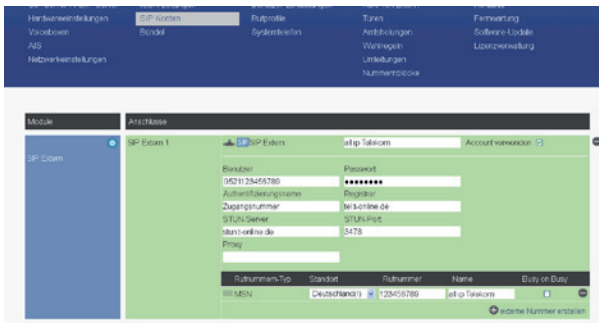 Hardwareeinstellungen SIP Konten Rufprofile Türen Fernwartung
Voiceboxen Bündel Systemtelefon Amtsholungen Software-Update
AIS Wahlregeln Lizenzverwaltung
Netzwerkeinstellungen Umleitungen
Nummernblöcke
Module Anschlüsse
SIP Extern SIP Extern 1 SIP Extern all ip Telekom Account verwenden
Benutzer Passwort
0521123456789 ●●●●●●●●
Authentifizierungsname Registrar
Zugangsnummer tel.t-online.de
STUN-Server STUN-Port
stun.t-online.de 3478
Proxy
Rufnummern-Typ Standort Rufnummer Name Busy on Busy
MSN Deutschland(1) 123456789 all ip Telekom
externe Nummer erstellen